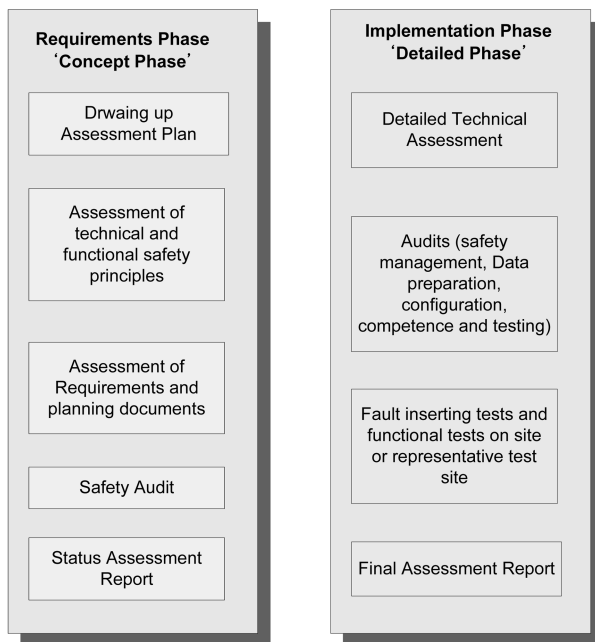 Requirements Phase
‘Concept Phase’
Drwaing up
Assessment Plan
Assessment of
technical and
functional safety
principles
Assessment of
Requirements and
planning documents
Safety Audit
Status Assessment
Report
Implementation Phase
‘Detailed Phase’
Detailed Technical
Assessment
Audits (safety
management, Data
preparation,
configuration,
competence and testing)
Fault inserting tests and
functional tests on site
or representative test
site
Final Assessment Report